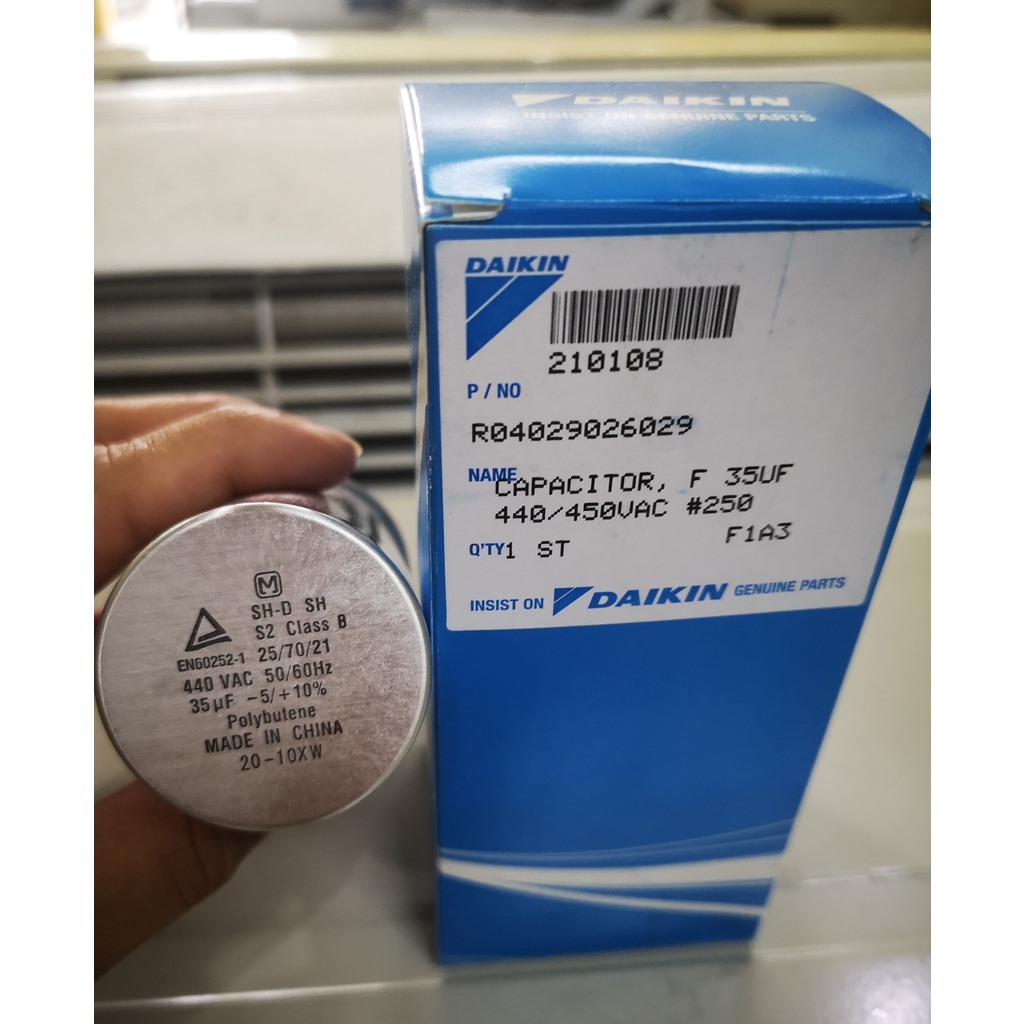 DAIKIN
INSIST ON GENUINE PARTS
DAIKIN
210108
P / NO
R04029026029
NAME
CAPACITOR, F 35UF
440/450VAC #250
F1A3
Q'TY 1 ST
INSIST ON DAIKIN GENUINE PARTS
M
SH-D SH
S2 Class B
EN60252-1 25/70/21
440 VAC 50/60Hz
35µF -5/+10%
Polybutene
MADE IN CHINA
20-10XW